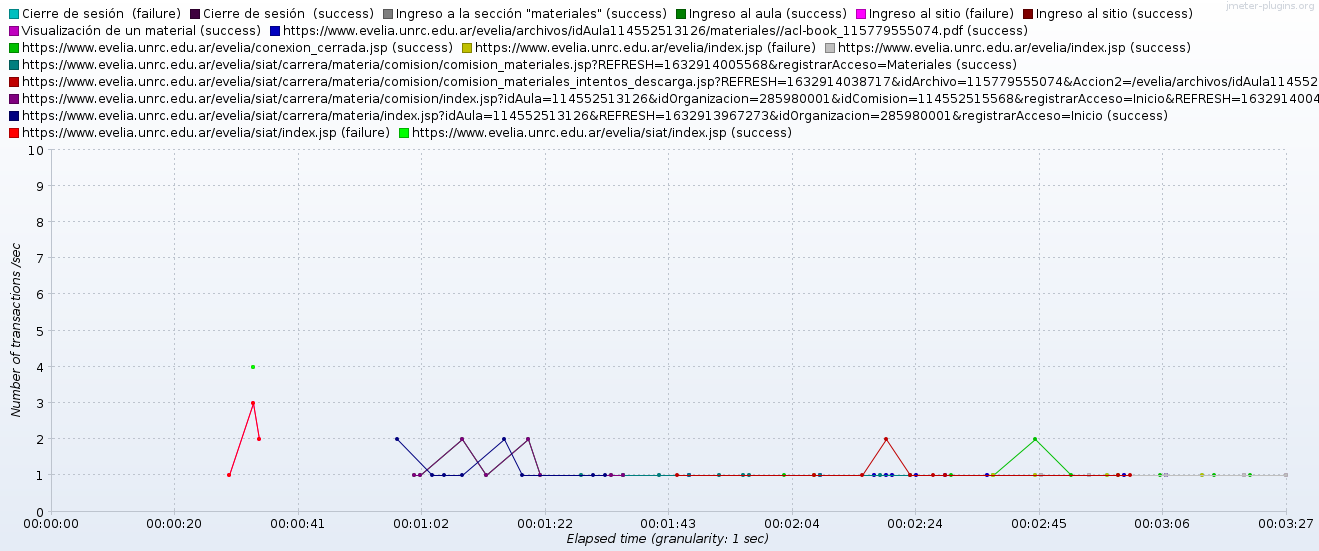 jmeter-plugins.org
Cierre de sesión (failure) Cierre de sesión (success) Ingreso a la sección "materiales" (success) Ingreso al aula (success) Ingreso al sitio (failure) Ingreso al sitio (success)
Visualización de un material (success) https://www.evelia.unrc.edu.ar/evelia/archivos/idAula114552513126/materiales//acl-book_115779555074.pdf (success)
https://www.evelia.unrc.edu.ar/evelia/conexion_cerrada.jsp (success) https://www.evelia.unrc.edu.ar/evelia/index.jsp (failure) https://www.evelia.unrc.edu.ar/evelia/index.jsp (success)
https://www.evelia.unrc.edu.ar/evelia/siat/carrera/materia/comision/comision_materiales.jsp?REFRESH=1632914005568&registrarAcceso=Materiales (success)
https://www.evelia.unrc.edu.ar/evelia/siat/carrera/materia/comision/comision_materiales_intentos_descarga.jsp?REFRESH=1632914038717&idArchivo=115779555074&Accion2=/evelia/archivos/idAula114552
https://www.evelia.unrc.edu.ar/evelia/siat/carrera/materia/comision/index.jsp?idAula=114552513126&idOrganizacion=285980001&idComision=114552515568&registrarAcceso=Inicio&REFRESH=1632914004
https://www.evelia.unrc.edu.ar/evelia/siat/carrera/materia/index.jsp?idAula=114552513126&REFRESH=1632913967273&idOrganizacion=285980001&registrarAcceso=Inicio (success)
https://www.evelia.unrc.edu.ar/evelia/siat/index.jsp (failure) https://www.evelia.unrc.edu.ar/evelia/siat/index.jsp (success)
Number of transactions /sec
10
9
8
7
6
5
4
3
2
1
0
00:00:00 00:00:20 00:00:41 00:01:02 00:01:22 00:01:43 00:02:04 00:02:24 00:02:45 00:03:06 00:03:27
Elapsed time (granularity: 1 sec)